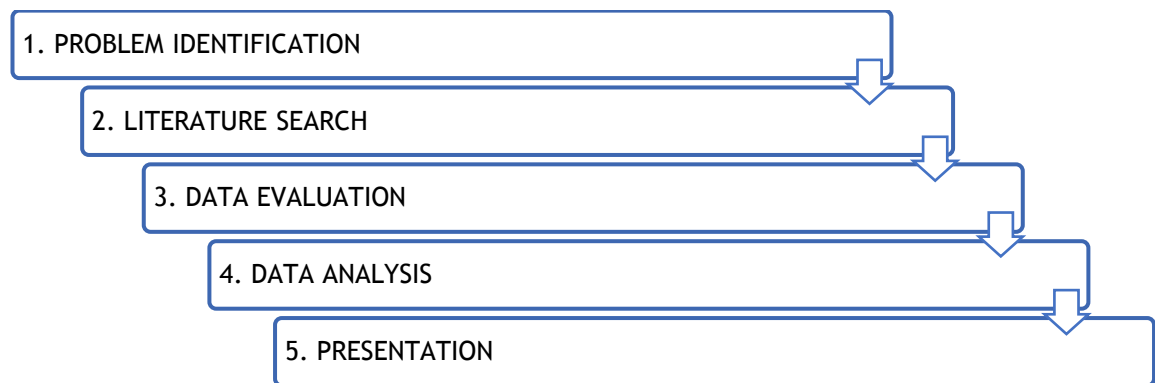 1. PROBLEM IDENTIFICATION
2. LITERATURE SEARCH
3. DATA EVALUATION
4. DATA ANALYSIS
5. PRESENTATION